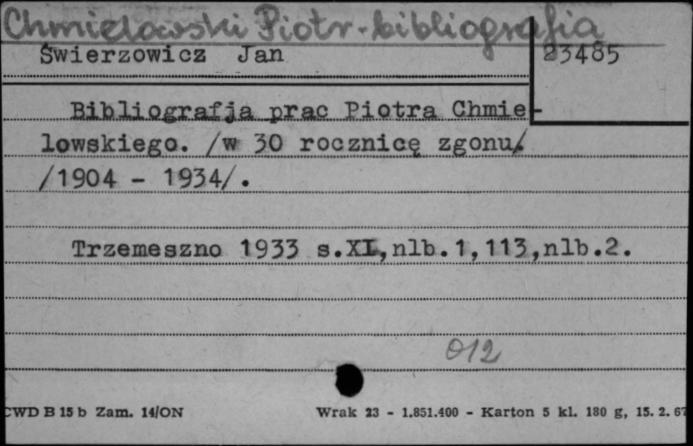 Chmielowski Piotr - bibliografia
Świerzowicz Jan 23485
Bibliografja prac Piotra Chmie-
lowskiego. /w 30 rocznicę zgonu/
/1904 - 1934/.
Trzemeszno 1933 s.XI,nlb.1,113,nlb.2.
012
CWD B 15 b Zam. 14/ON Wrak 23 - 1.851.400 - Karton 5 kl. 180 g, 15. 2. 67